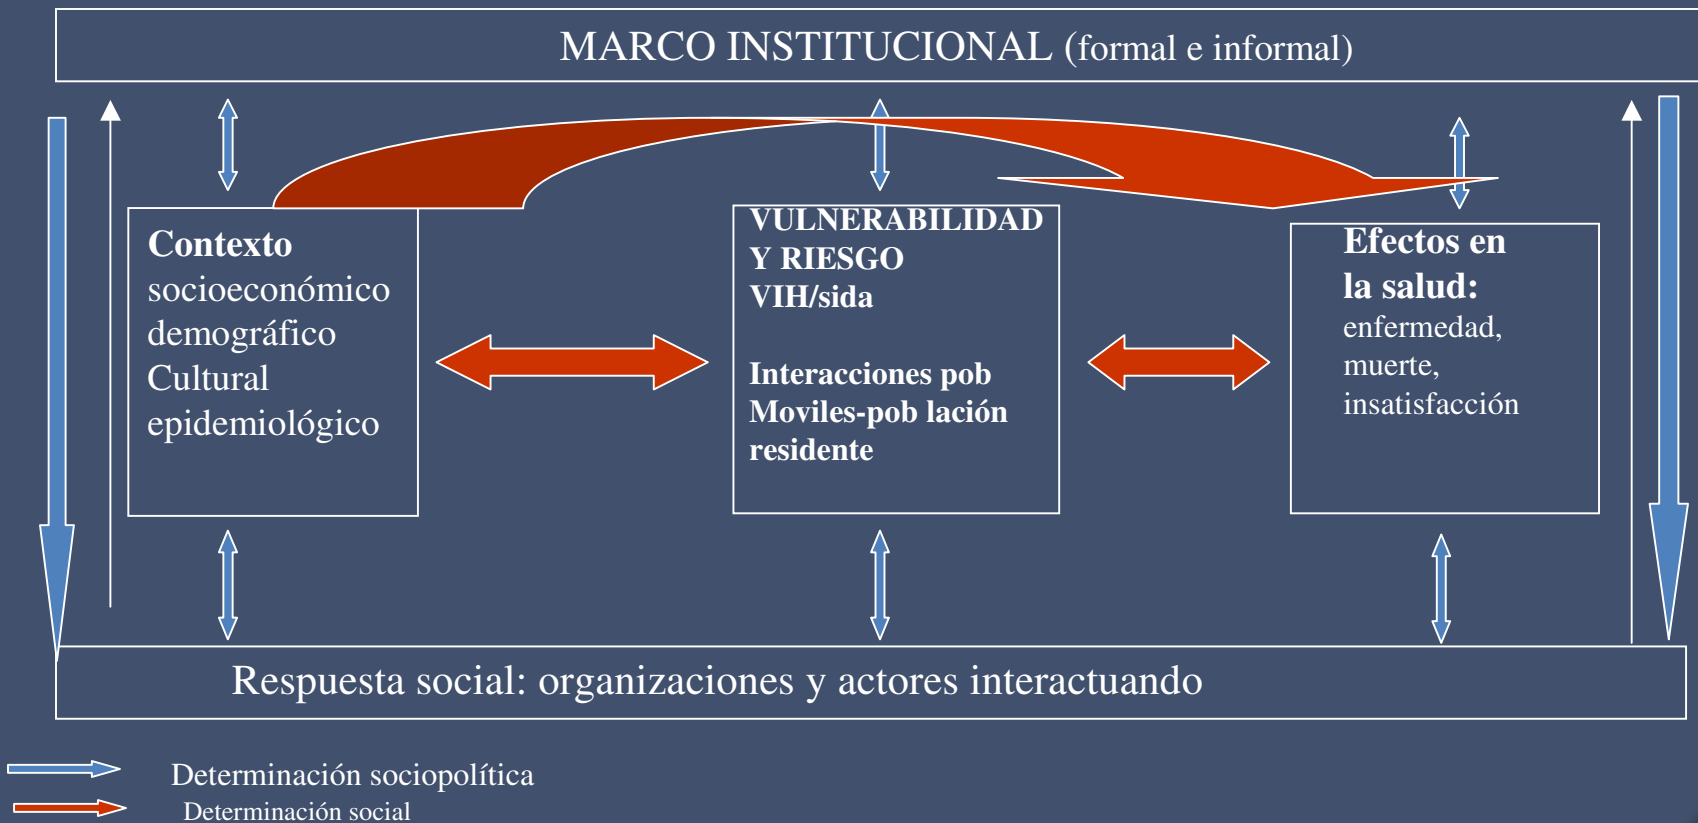 MARCO INSTITUCIONAL (formal e informal)
Contexto
socioeconómico
demográfico
Cultural
epidemiológico
VULNERABILIDAD
Y RIESGO
VIH/sida
Interacciones pob
Moviles-pob lación
residente
Efectos en
la salud:
enfermedad,
muerte,
insatisfacción
Respuesta social: organizaciones y actores interactuando
Determinación sociopolítica
Determinación social